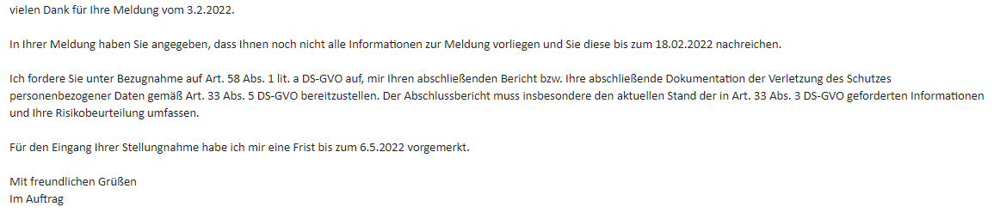 vielen Dank für Ihre Meldung vom 3.2.2022.
In Ihrer Meldung haben Sie angegeben, dass Ihnen noch nicht alle Informationen zur Meldung vorliegen und Sie diese bis zum 18.02.2022 nachreichen.
Ich fordere Sie unter Bezugnahme auf Art. 58 Abs. 1 lit. a DS-GVO auf, mir Ihren abschließenden Bericht bzw. Ihre abschließende Dokumentation der Verletzung des Schutzes
personenbezogener Daten gemäß Art. 33 Abs. 5 DS-GVO bereitzustellen. Der Abschlussbericht muss insbesondere den aktuellen Stand der in Art. 33 Abs. 3 DS-GVO geforderten Informationen
und Ihre Risikobeurteilung umfassen.
Für den Eingang Ihrer Stellungnahme habe ich mir eine Frist bis zum 6.5.2022 vorgemerkt.
Mit freundlichen Grüßen
Im Auftrag